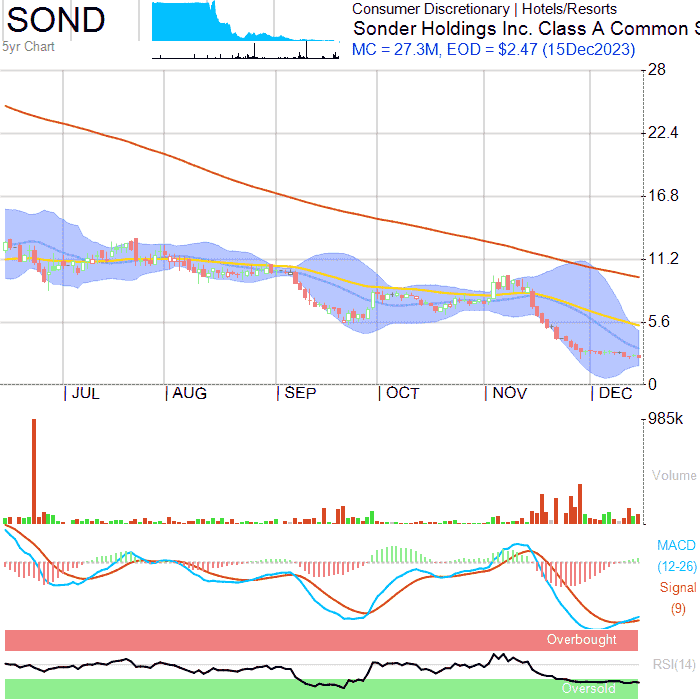 SOND
5yr Chart
Consumer Discretionary | Hotels/Resorts
Sonder Holdings Inc. Class A Common S
MC = 27.3M, EOD = $2.47 (15Dec2023)
28
22.4
16.8
11.2
5.6
0
| JUL | AUG | SEP | OCT | NOV | DEC
985k
Volume
MACD
(12-26)
Signal
(9)
Overbought
RSI(14)
Oversold